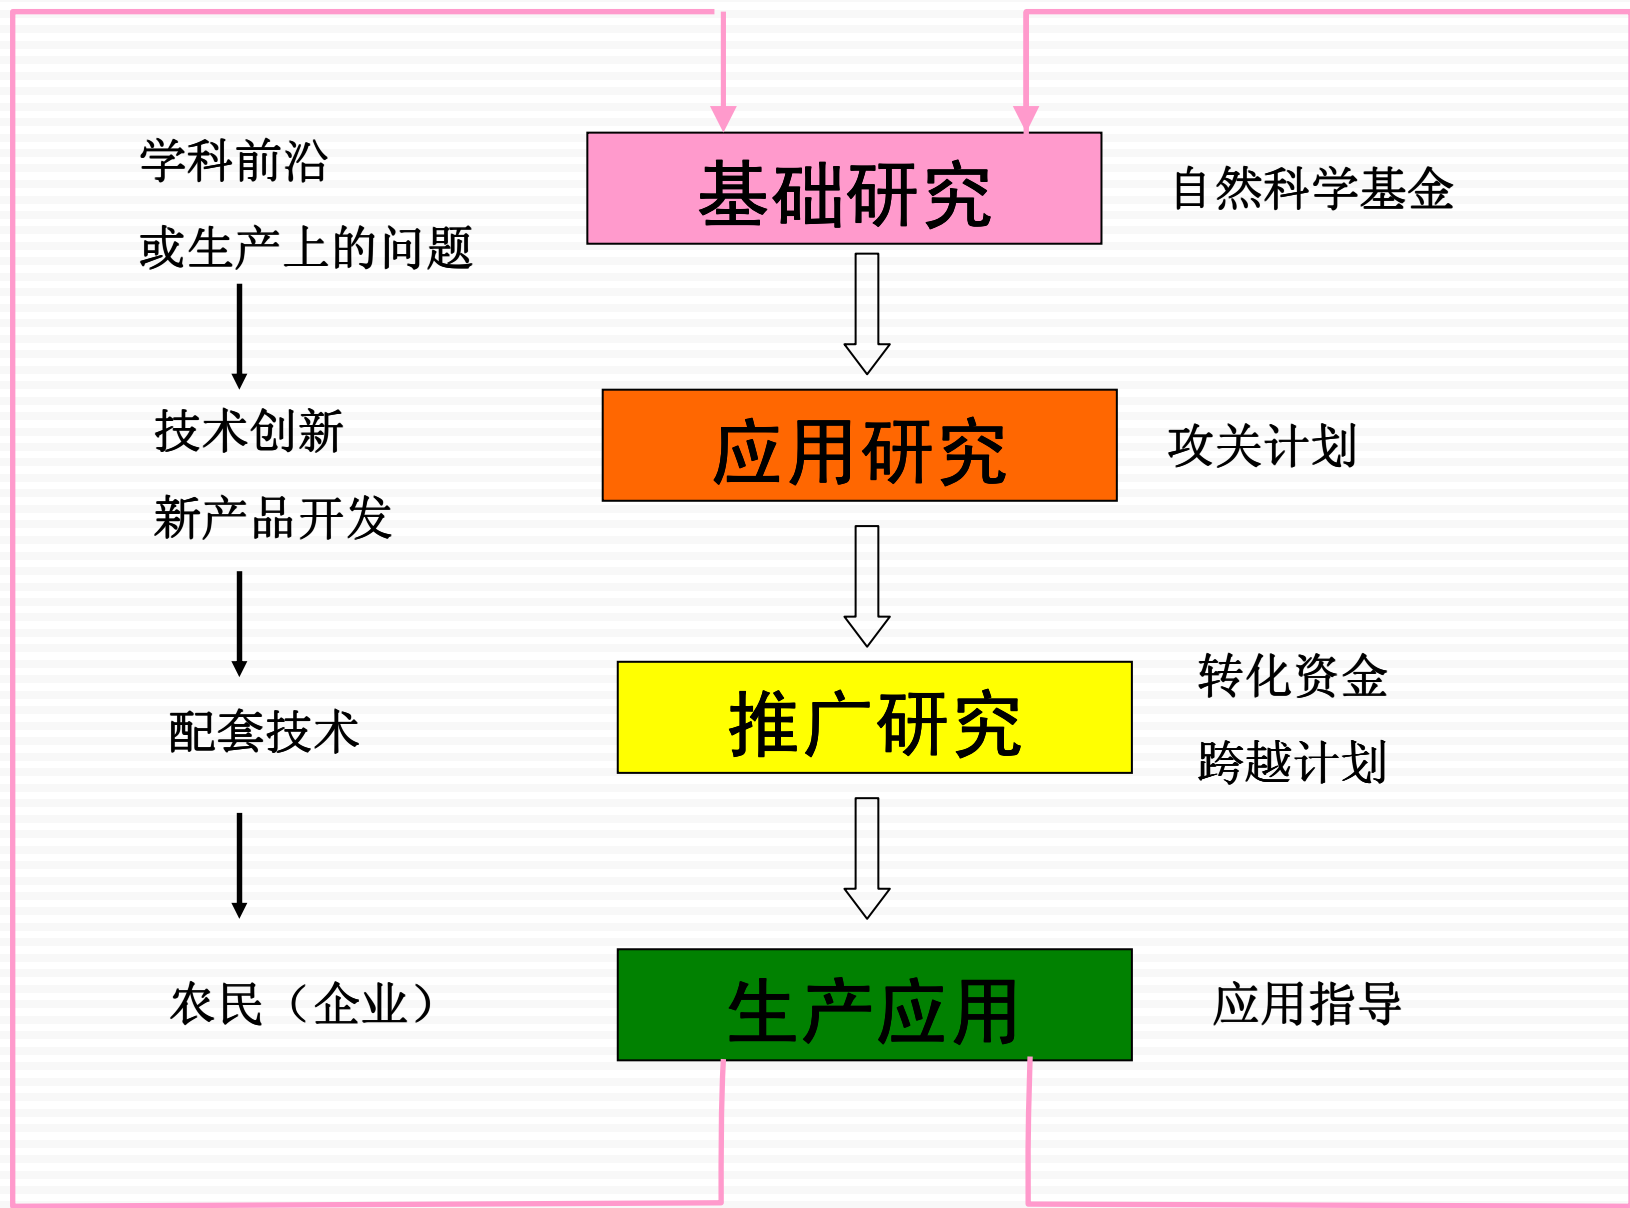 学科前沿
或生产上的问题
基础研究
自然科学基金
技术创新
新产品开发
应用研究
攻关计划
配套技术
推广研究
转化资金
跨越计划
农民（企业）
生产应用
应用指导